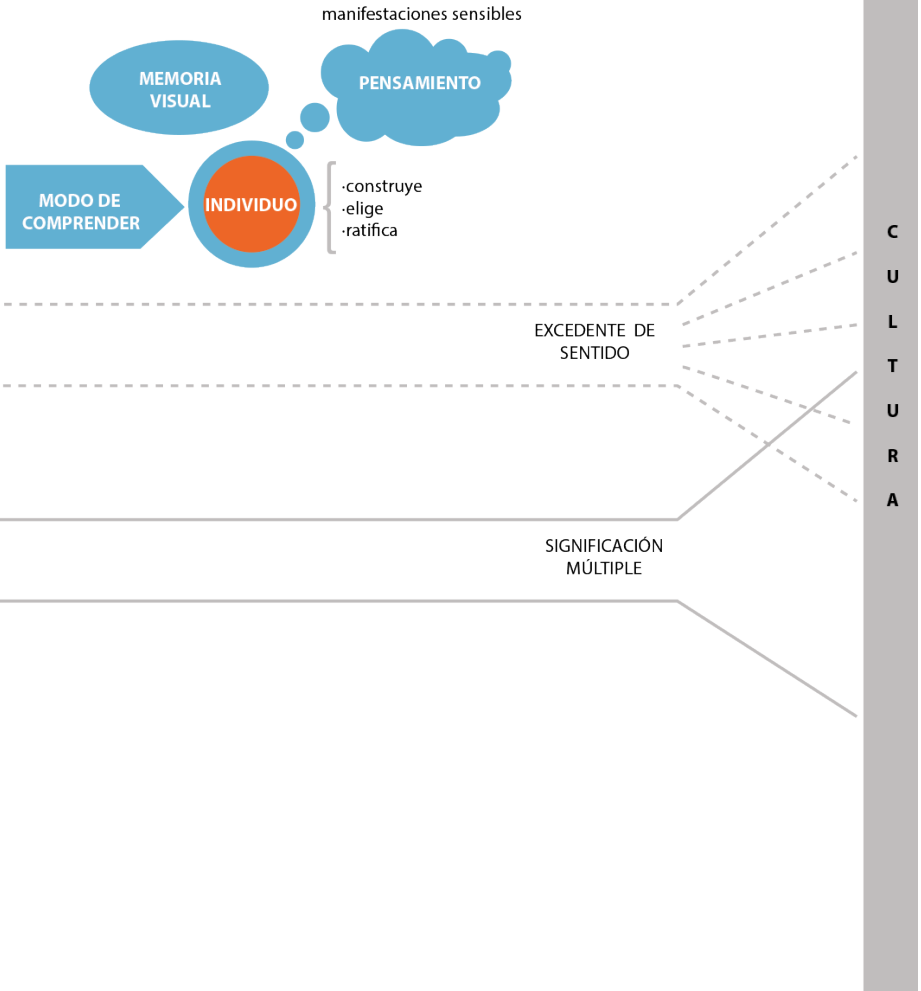 manifestaciones sensibles
MEMORIA
VISUAL
PENSAMIENTO
MODO DE
COMPRENDER
INDIVIDUO
·construye
·elige
·ratifica
EXCEDENTE DE
SENTIDO
SIGNIFICACIÓN
MÚLTIPLE
C
U
L
T
U
R
A